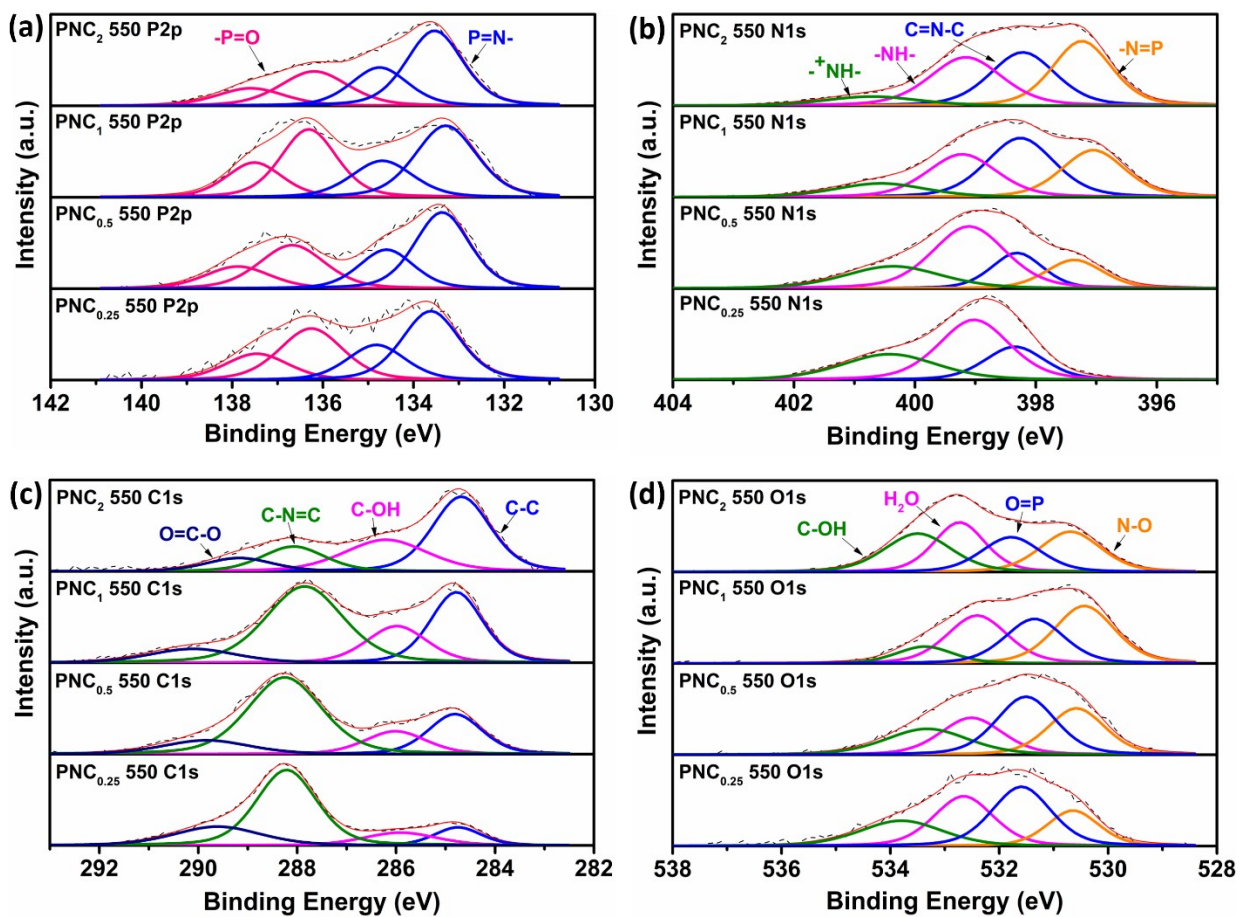 (a)
PNC2 550 P2p
-P=O
P=N-
PNC1 550 P2p
PNC0.5 550 P2p
PNC0.25 550 P2p
Intensity (a.u.)
142 140 138 136 134 132 130
Binding Energy (eV)
(b)
PNC2 550 N1s
-+NH-
-NH-
C=N-C
-N=P
PNC1 550 N1s
PNC0.5 550 N1s
PNC0.25 550 N1s
Intensity (a.u.)
404 402 400 398 396
Binding Energy (eV)
(c)
PNC2 550 C1s
O=C-O
C-N=C
C-OH
C-C
PNC1 550 C1s
PNC0.5 550 C1s
PNC0.25 550 C1s
Intensity (a.u.)
292 290 288 286 284 282
Binding Energy (eV)
(d)
PNC2 550 O1s
C-OH
H2O
O=P
N-O
PNC1 550 O1s
PNC0.5 550 O1s
PNC0.25 550 O1s
Intensity (a.u.)
538 536 534 532 530 528
Binding Energy (eV)